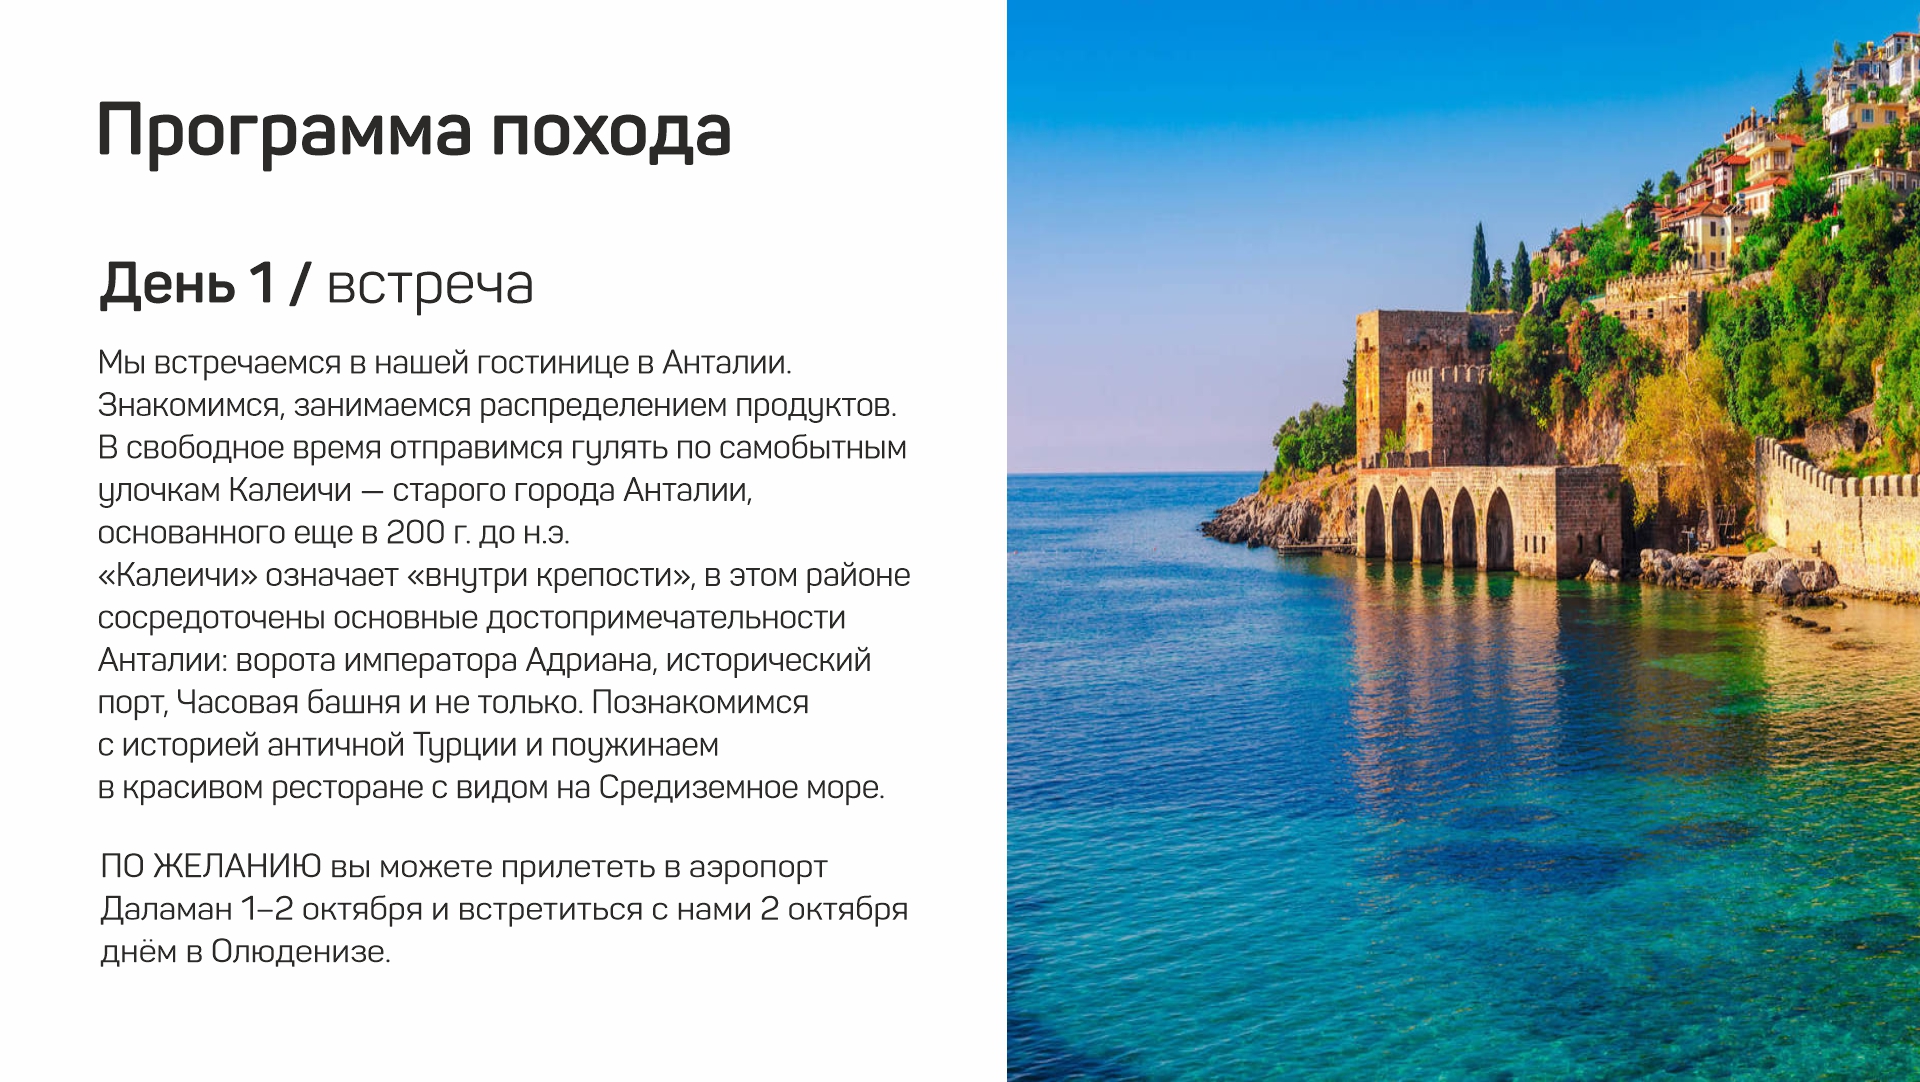 Программа похода
День 1 / встреча
Мы встречаемся в нашей гостинице в Анталии.
Знакомимся, занимаемся распределением продуктов.
В свободное время отправимся гулять по самобытным
улочкам Калеичи — старого города Анталии,
основанного еще в 200 г. до н.э.
«Калеичи» означает «внутри крепости», в этом районе
сосредоточены основные достопримечательности
Анталии: ворота императора Адриана, исторический
порт, Часовая башня и не только. Познакомимся
с историей античной Турции и поужинаем
в красивом ресторане с видом на Средиземное море.
ПО ЖЕЛАНИЮ вы можете прилететь в аэропорт
Даламан 1–2 октября и встретиться с нами 2 октября
днём в Олюденизе.